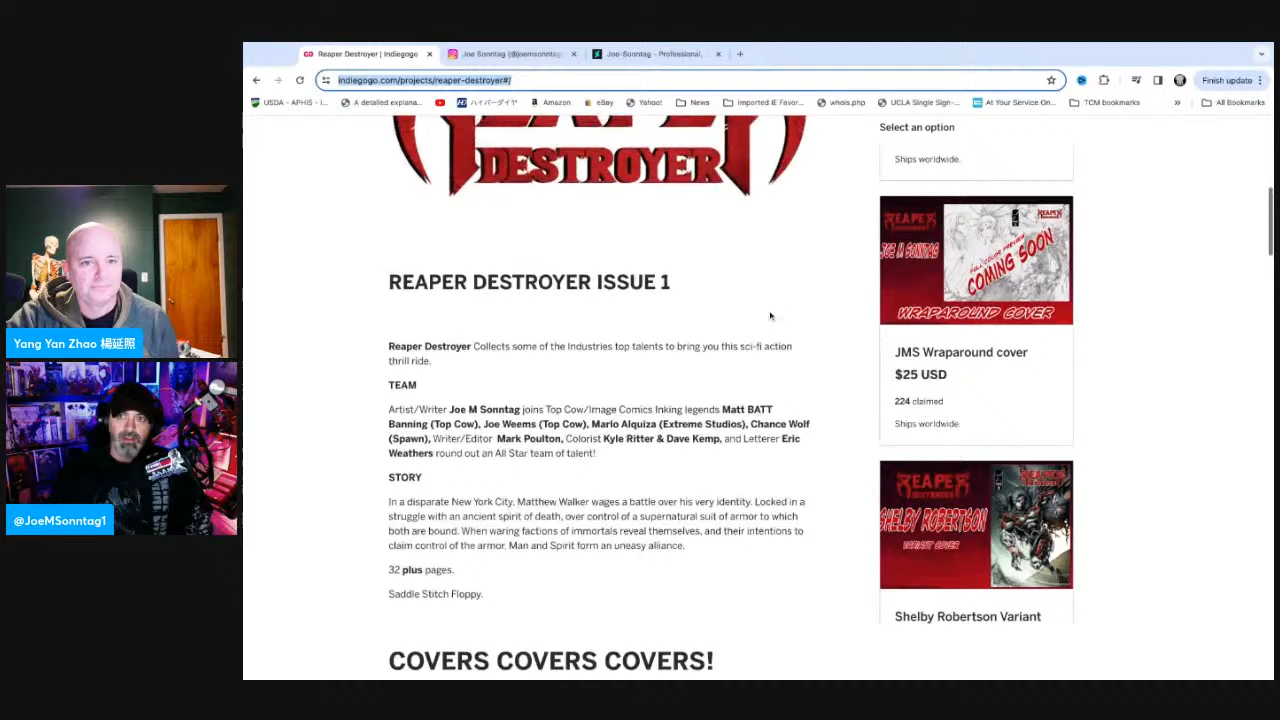 Reaper Destroyer | Indiegogo
Joe Sonntag (@joemsonntag
Joe-Sonntag - Professional,
indiegogo.com/projects/reaper-destroyer#/
Finish update
USDA - APHIS - I...
A detailed explana...
ハイパーダイヤ
Amazon
eBay
Yahoo!
News
Imported IE Favor...
whois.php
UCLA Single Sign-...
At Your Service On...
TCM bookmarks
»
All Bookmarks
REAPER
DESTROYER
REAPER DESTROYER ISSUE 1
Reaper Destroyer Collects some of the Industries top talents to bring you this sci-fi action
thrill ride.
TEAM
Artist/Writer Joe M Sonntag joins Top Cow/Image Comics Inking legends Matt BATT
Banning (Top Cow), Joe Weems (Top Cow), Marlo Alquiza (Extreme Studios), Chance Wolf
(Spawn), Writer/Editor Mark Poulton, Colorist Kyle Ritter & Dave Kemp, and Letterer Eric
Weathers round out an All Star team of talent!
STORY
In a disparate New York City, Matthew Walker wages a battle over his very identity. Locked in a
struggle with an ancient spirit of death, over control of a supernatural suit of armor to which
both are bound. When waring factions of immortals reveal themselves, and their intentions to
claim control of the armor. Man and Spirit form an uneasy alliance.
32 plus pages.
Saddle Stitch Floppy.
COVERS COVERS COVERS!
Select an option
Ships worldwide.
REAPER
DESTROYER
JOE M SONNTAG
FULL COLOR PREVIEW
COMING SOON
WRAPAROUND COVER
JMS Wraparound cover
$25 USD
224 claimed
Ships worldwide
REAPER
DESTROYER
SHELBY ROBERTSON
VARIANT COVER
Shelby Robertson Variant
Yang Yan Zhao 楊延照
@JoeMSonntag1